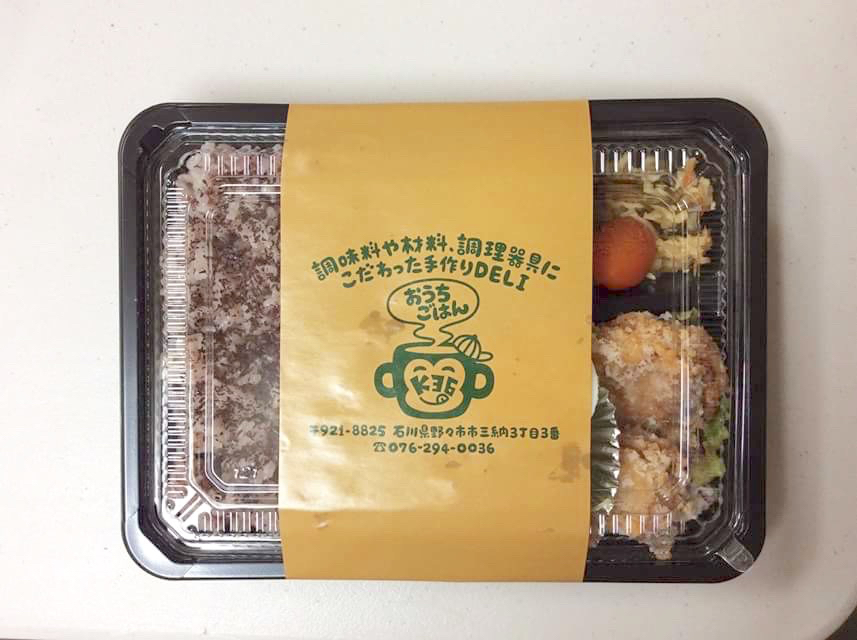 調味料や材料、調理器具に
こだわった手作りDELI
おうち
ごはん
K36
〒921-8825 石川県野々市市三納3丁目3番
☎076-294-0036